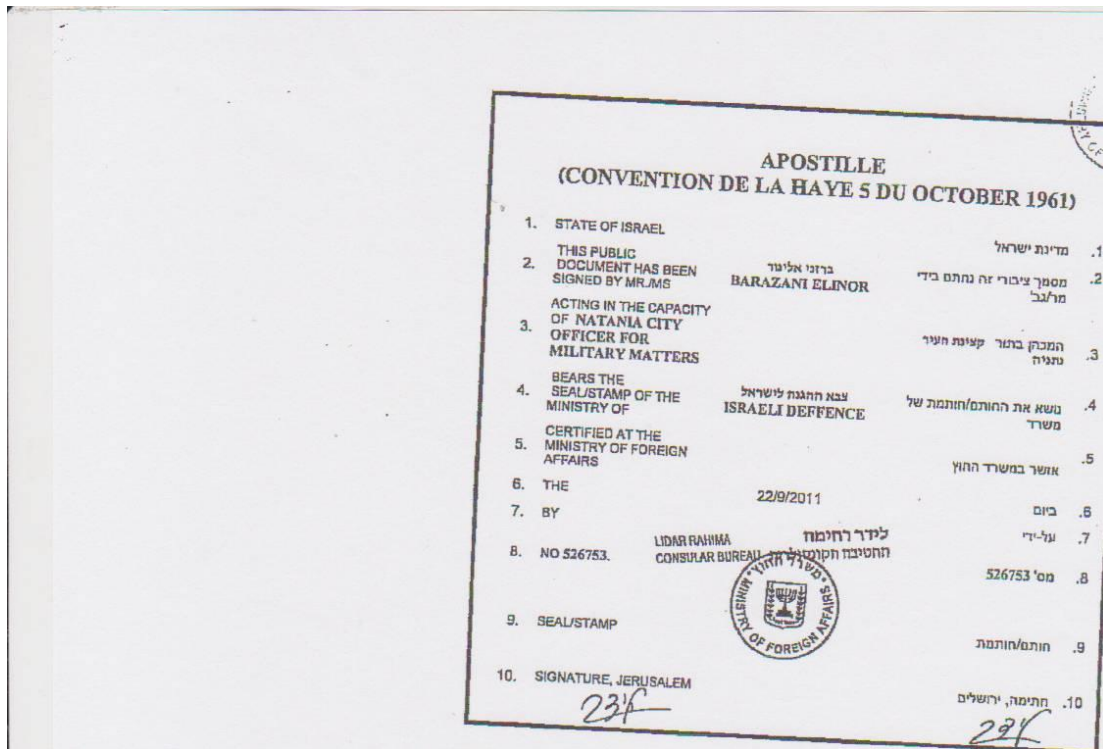 APOSTILLE
(CONVENTION DE LA HAYE 5 DU OCTOBER 1961)
1. STATE OF ISRAEL
מדינת ישראל .1
2. THIS PUBLIC
DOCUMENT HAS BEEN
SIGNED BY MR./MS
ברזני אלינור
BARAZANI ELINOR
מסמך ציבורי זה נחתם בידי .2
מר/גב'
3. ACTING IN THE CAPACITY
OF NATANIA CITY
OFFICER FOR
MILITARY MATTERS
המכהן בתור קצינת העיר .3
נתניה
4. BEARS THE
SEAL/STAMP OF THE
MINISTRY OF
צבא ההגנה לישראל
ISRAELI DEFFENCE
נושא את החותם/חותמת של .4
משרד
5. CERTIFIED AT THE
MINISTRY OF FOREIGN
AFFAIRS
אושר במשרד החוץ .5
6. THE
22/9/2011
ביום .6
7. BY
LIDAR RAHIMA לידר רחימה
CONSULAR BUREAU
על-ידי .7
8. NO 526753.
מס' 526753 .8
משרד החוץ
MINISTRY OF FOREIGN AFFAIRS
9. SEAL/STAMP
חותם/חותמת .9
10. SIGNATURE, JERUSALEM
חתימה, ירושלים .10